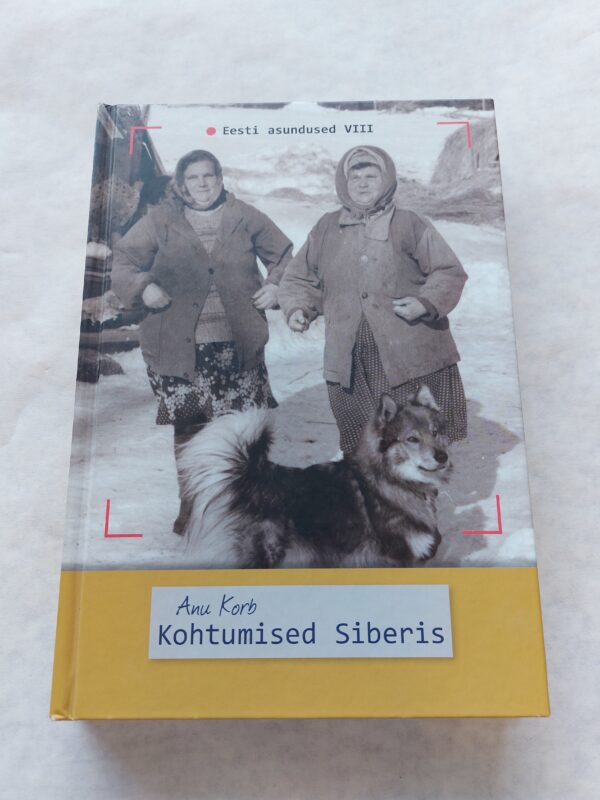 Eesti asundused VIII
Anu Korb
Kohtumised Siberis